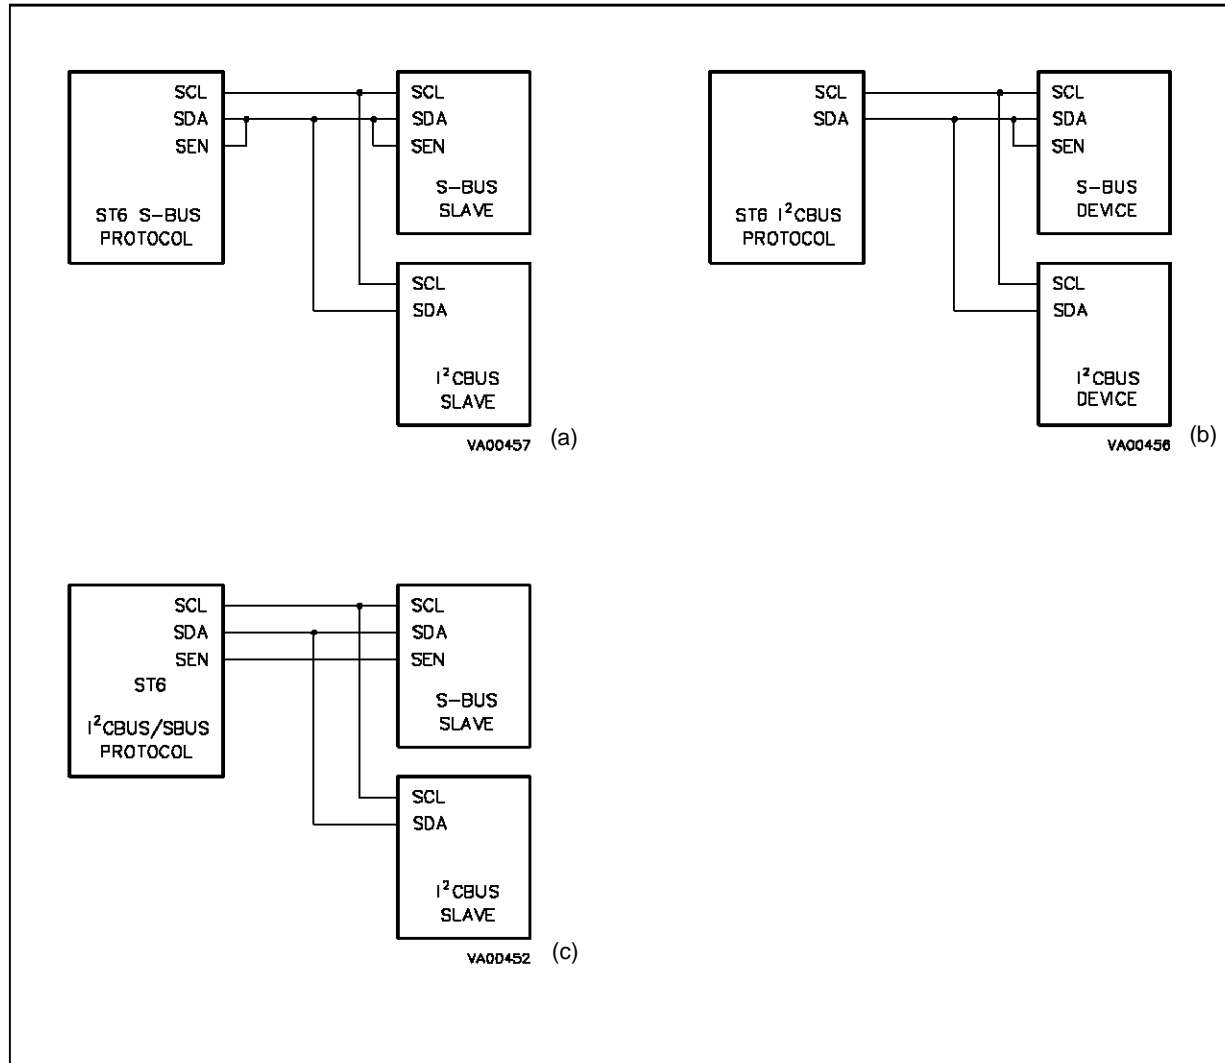 SCL
SDA
SEN
ST6 S-BUS
PROTOCOL
SCL
SDA
SEN
S-BUS
SLAVE
SCL
SDA
I²CBUS
SLAVE
VA00457
(a)
SCL
SDA
ST6 I²CBUS
PROTOCOL
SCL
SDA
SEN
S-BUS
DEVICE
SCL
SDA
I²CBUS
DEVICE
VA00456
(b)
SCL
SDA
SEN
ST6
I²CBUS/SBUS
PROTOCOL
SCL
SDA
SEN
S-BUS
SLAVE
SCL
SDA
I²CBUS
SLAVE
VA00452
(c)